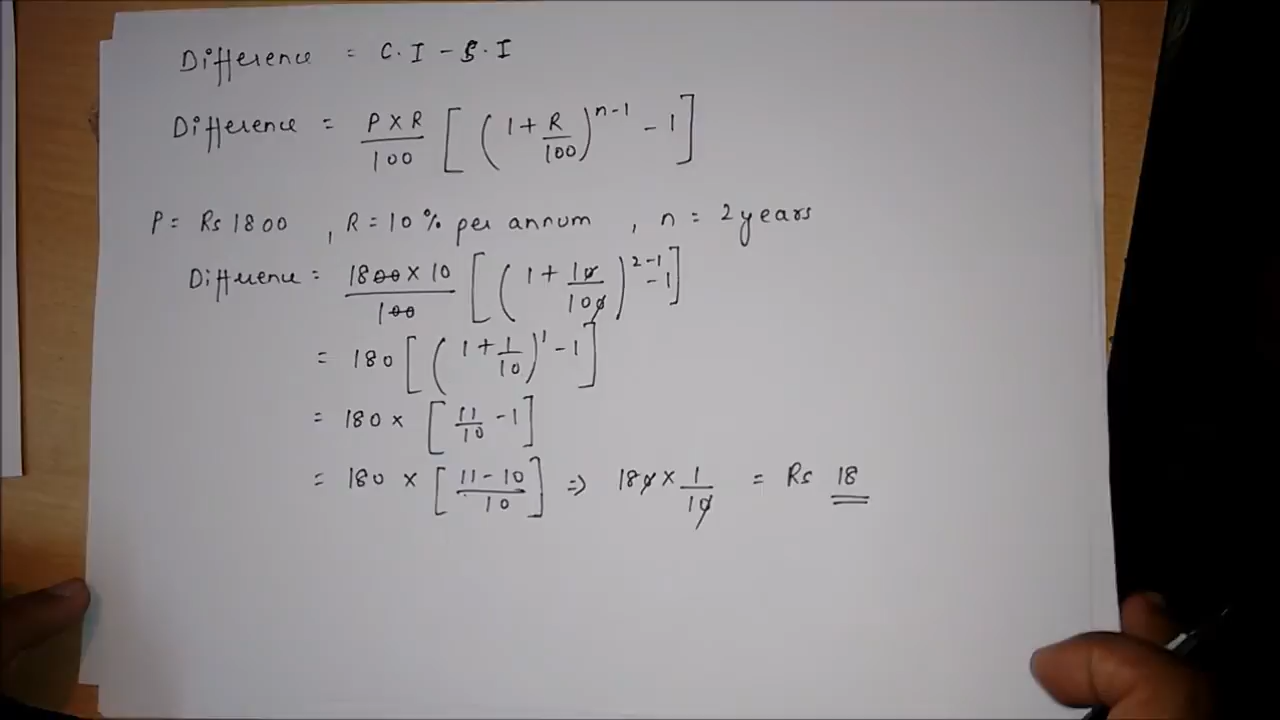 Difference = C.I - S.I
Difference = P X R / 100 [ ( 1 + R/100 )^n-1 - 1 ]
P = Rs 1800 , R = 10 % per annum , n = 2 years
Difference = 1800 X 10 / 100 [ ( 1 + 10/100 )^2-1 - 1 ]
= 180 [ ( 1 + 1/10 )^1 - 1 ]
= 180 x [ 11/10 - 1 ]
= 180 x [ 11 - 10 / 10 ] => 180 x 1/10 = Rs 18